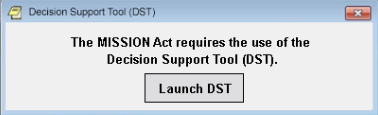 Decision Support Tool (DST)
The MISSION Act requires the use of the
Decision Support Tool (DST).
Launch DST